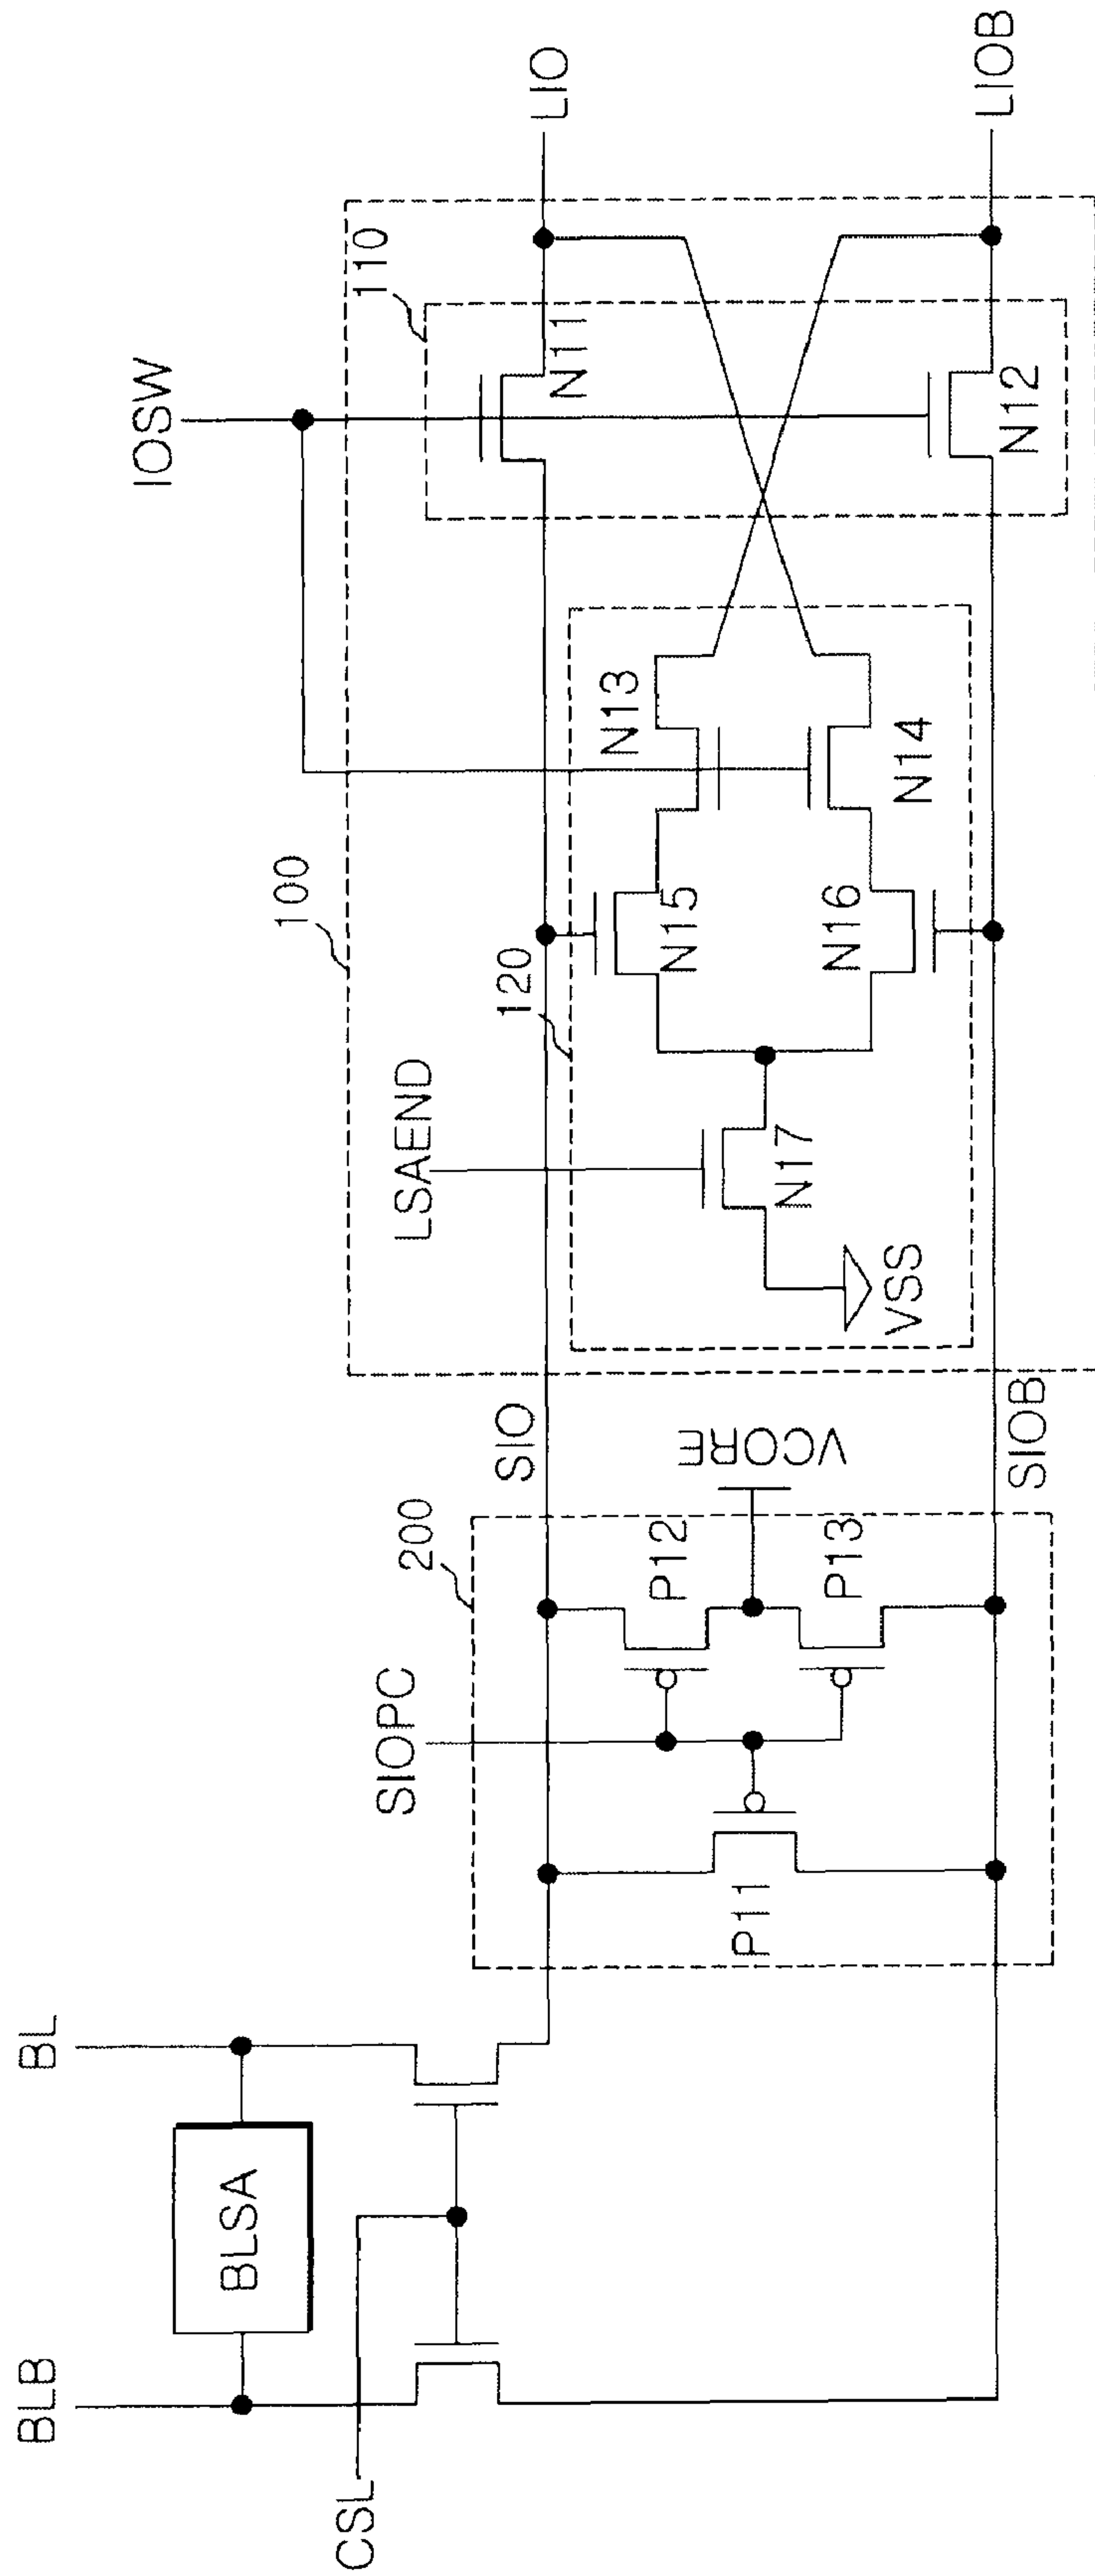 BLB
BL
BLSA
CSL
SIOPC
200
P11
P12
P13
VCORE
SIO
SIOB
100
LSAEND
120
N17
VSS
N15
N16
N13
N14
IOSW
110
N11
N12
LIO
LIOB